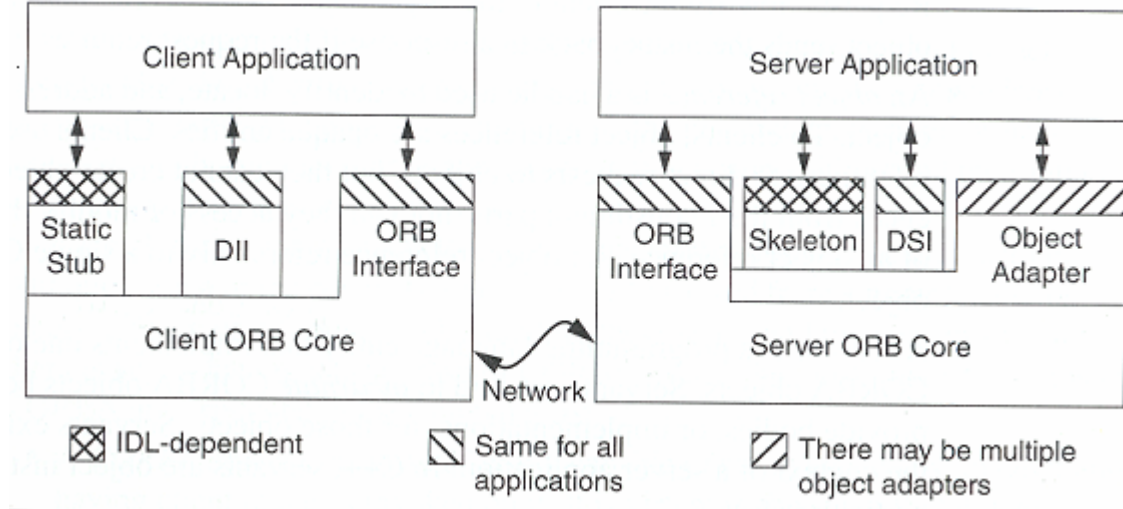 Client Application
Server Application
Static
Stub
DII
ORB
Interface
ORB
Interface
Skeleton
DSI
Object
Adapter
Client ORB Core
Server ORB Core
Network
IDL-dependent
Same for all
applications
There may be multiple
object adapters